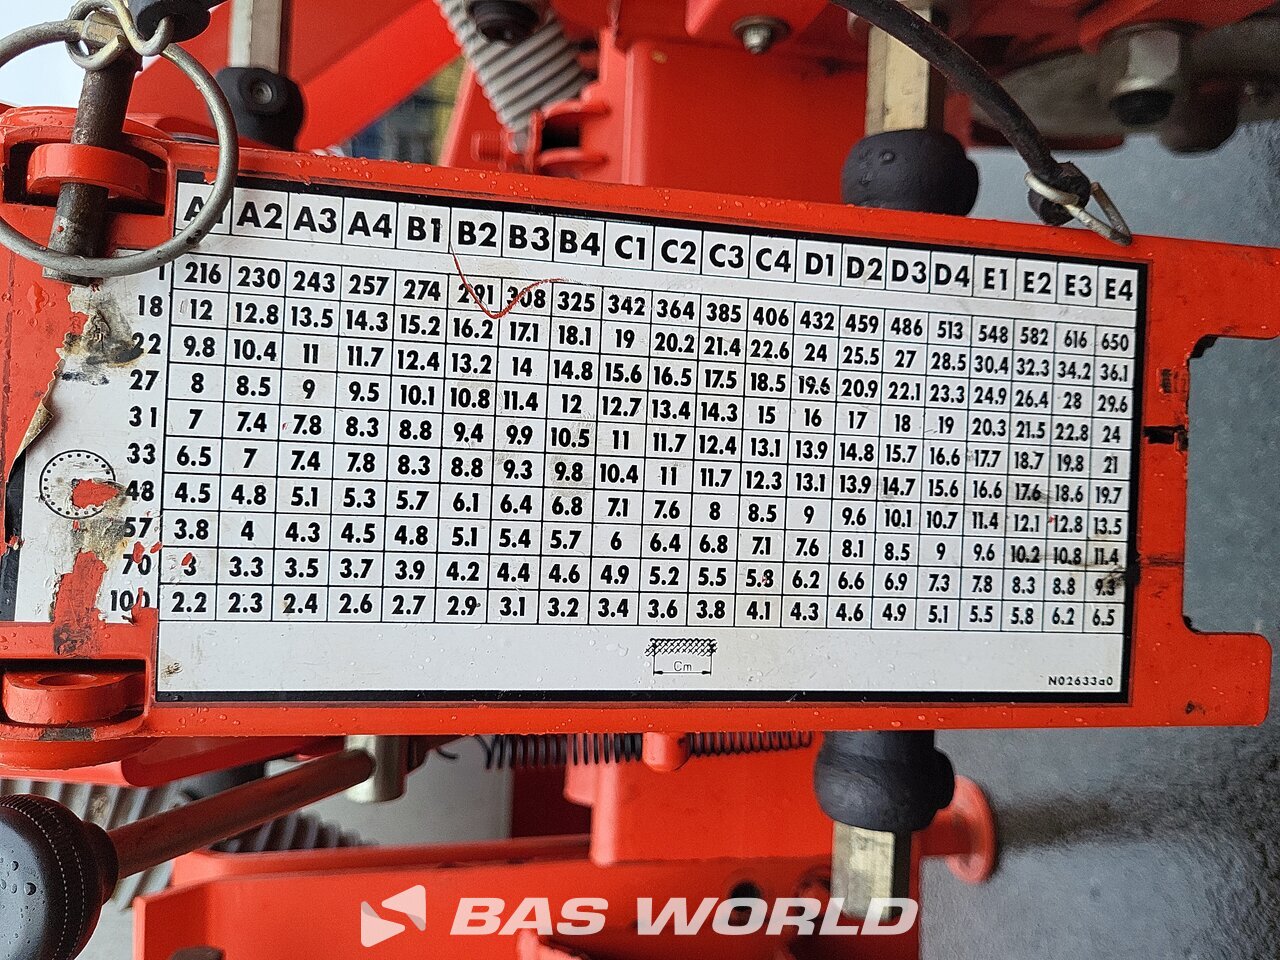 A2 A3 A4 B1 B2 B3 B4 C1 C2 C3 C4 D1 D2 D3 D4 E1 E2 E3 E4
1 216 230 243 257 274 291 308 325 342 364 385 406 432 459 486 513 548 582 616 650
18 12 12.8 13.5 14.3 15.2 16.2 17.1 18.1 19 20.2 21.4 22.6 24 25.5 27 28.5 30.4 32.3 34.2 36.1
22 9.8 10.4 11 11.7 12.4 13.2 14 14.8 15.6 16.5 17.5 18.5 19.6 20.9 22.1 23.3 24.9 26.4 28 29.6
27 8 8.5 9 9.5 10.1 10.8 11.4 12 12.7 13.4 14.3 15 16 17 18 19 20.3 21.5 22.8 24
31 7 7.4 7.8 8.3 8.8 9.4 9.9 10.5 11 11.7 12.4 13.1 13.9 14.8 15.7 16.6 17.7 18.7 19.8 21
33 6.5 7 7.4 7.8 8.3 8.8 9.3 9.8 10.4 11 11.7 12.3 13.1 13.9 14.7 15.6 16.6 17.6 18.6 19.7
48 4.5 4.8 5.1 5.3 5.7 6.1 6.4 6.8 7.1 7.6 8 8.5 9 9.6 10.1 10.7 11.4 12.1 12.8 13.5
57 3.8 4 4.3 4.5 4.8 5.1 5.4 5.7 6 6.4 6.8 7.1 7.6 8.1 8.5 9 9.6 10.2 10.8 11.4
70 3 3.3 3.5 3.7 3.9 4.2 4.4 4.6 4.9 5.2 5.5 5.8 6.2 6.6 6.9 7.3 7.8 8.3 8.8 9.3
100 2.2 2.3 2.4 2.6 2.7 2.9 3.1 3.2 3.4 3.6 3.8 4.1 4.3 4.6 4.9 5.1 5.5 5.8 6.2 6.5
Cm
N02633a0
BAS WORLD